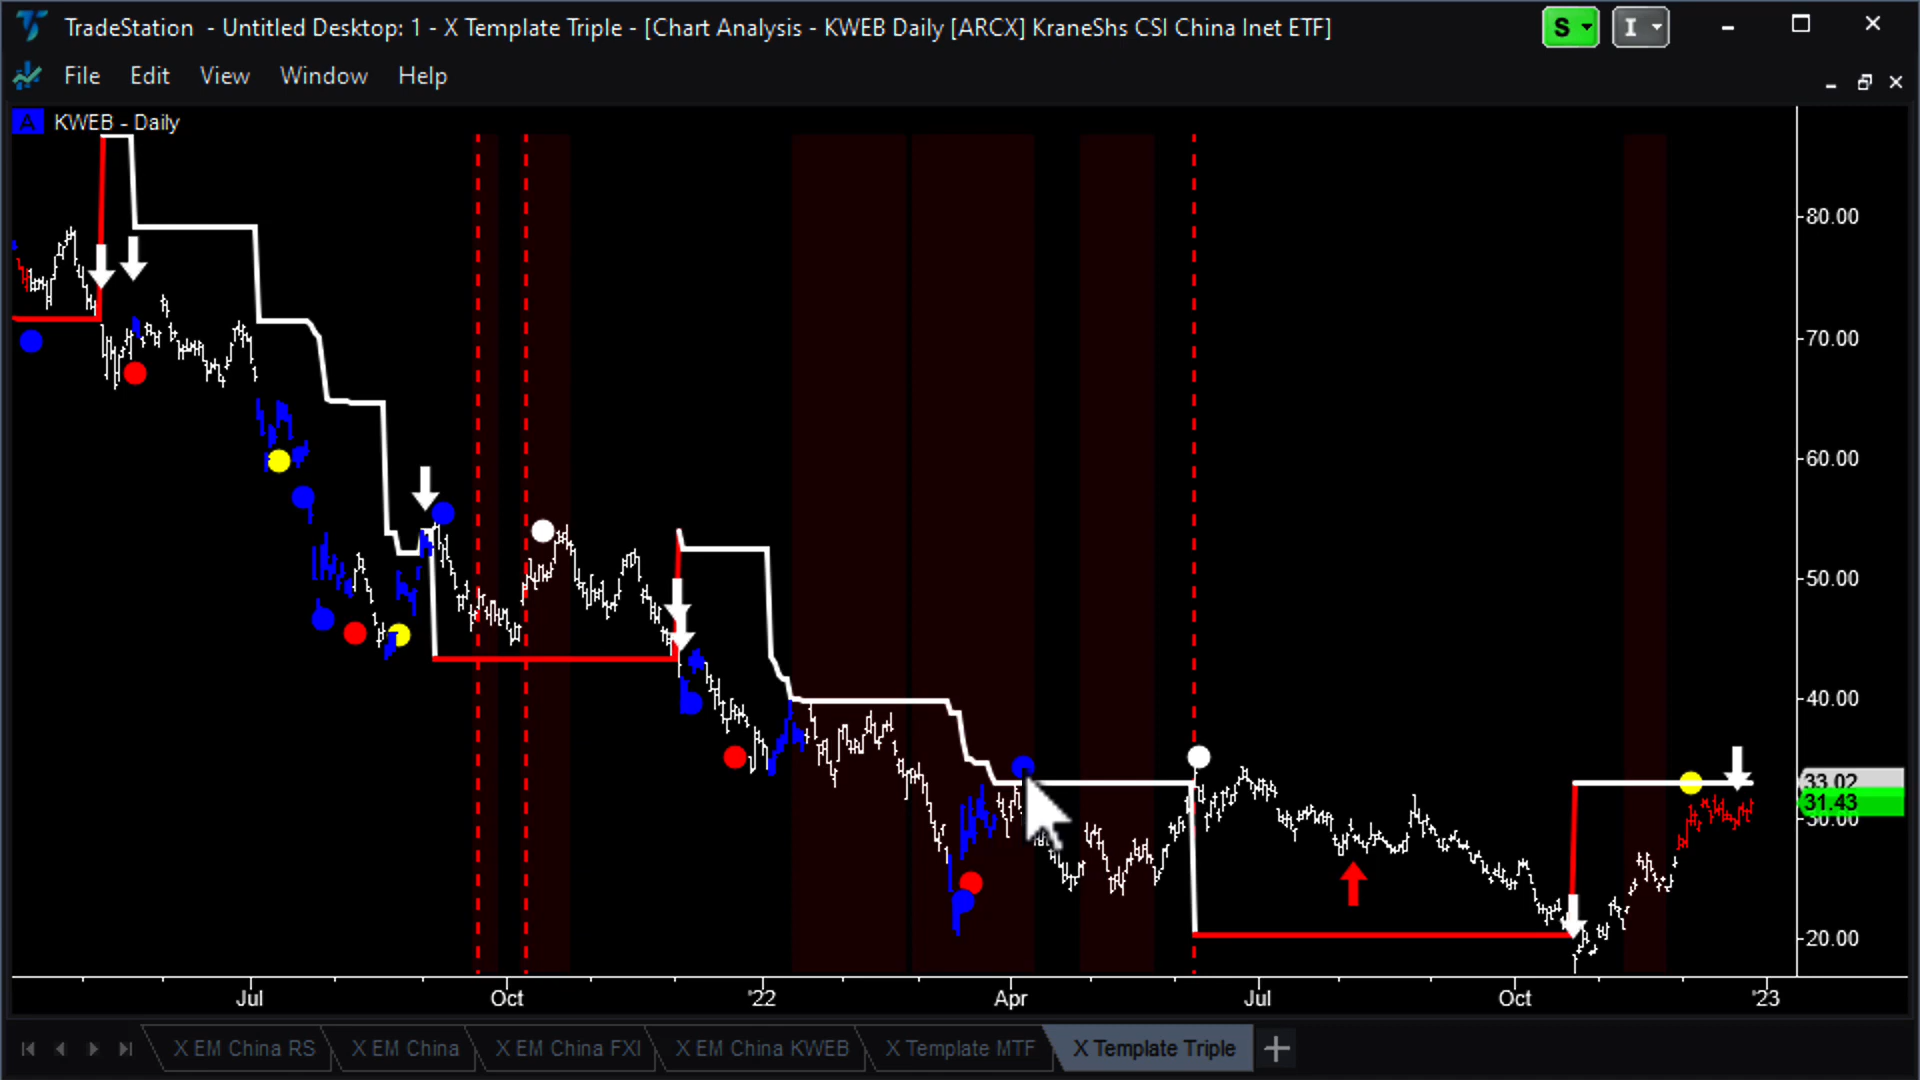 TradeStation - Untitled Desktop: 1 - X Template Triple - [Chart Analysis - KWEB Daily [ARCX] KraneShs CSI China Inet ETF]
S
I
File Edit View Window Help
A KWEB - Daily
80.00
70.00
60.00
50.00
40.00
33.02
31.43
30.00
20.00
Jul Oct '22 Apr Jul Oct '23
X EM China RS X EM China X EM China FXI X EM China KWEB X Template MTF X Template Triple